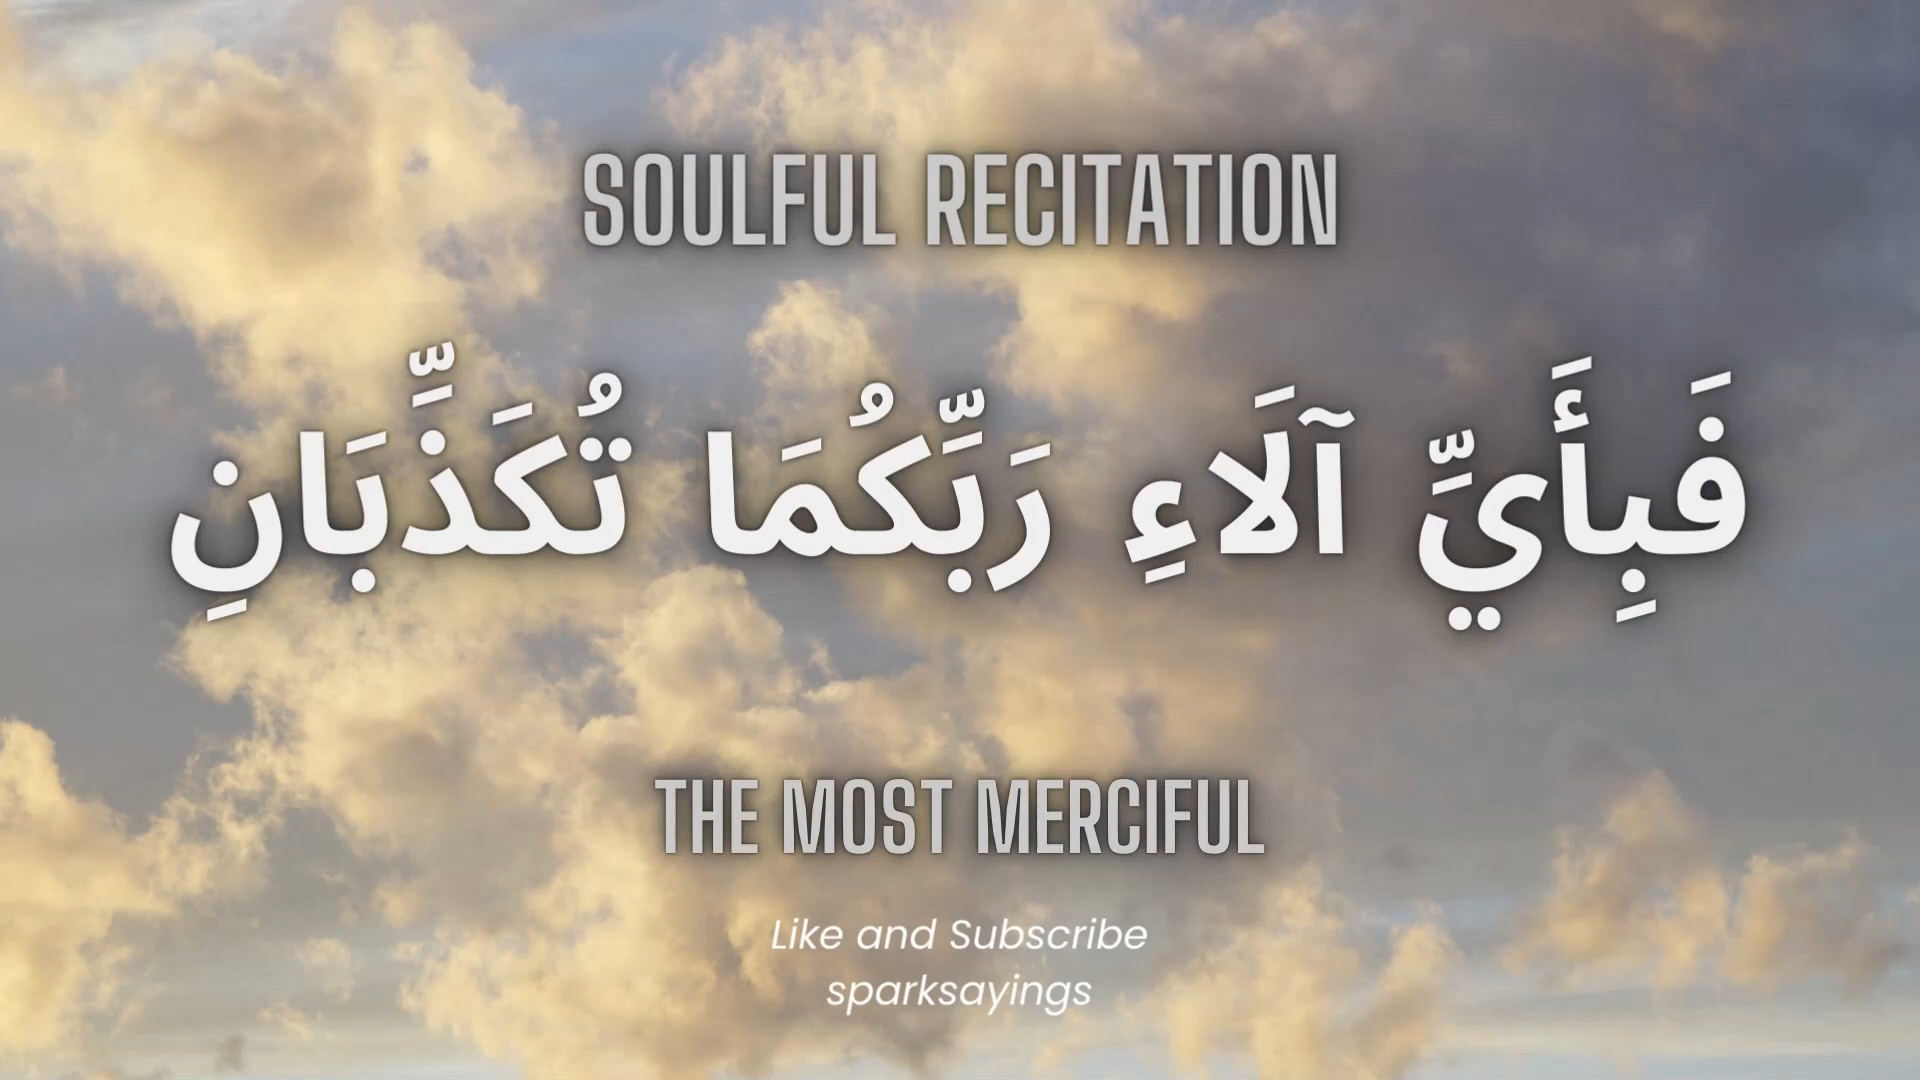 SOULFUL RECITATION
فَبِأَيِّ آلَاءِ رَبِّكُمَا تُكَذِّبَانِ
THE MOST MERCIFUL
Like and Subscribe
sparksayings